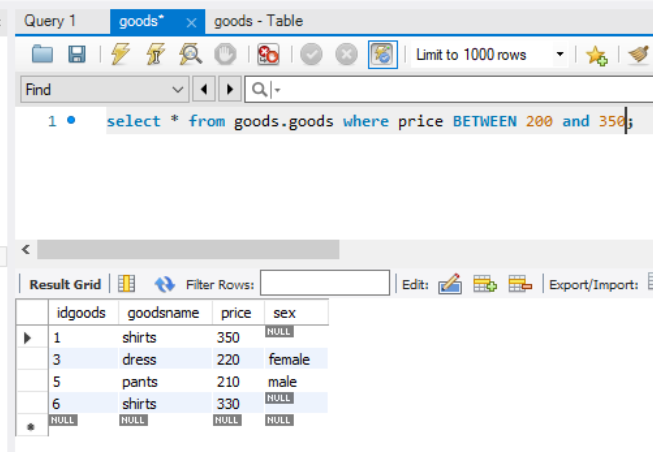 Query 1 goods* goods - Table
Limit to 1000 rows
Find
1 select * from goods.goods where price BETWEEN 200 and 350;
Result Grid Filter Rows: Edit: Export/Import:
idgoods goodsname price sex
1 shirts 350 NULL
3 dress 220 female
5 pants 210 male
6 shirts 330 NULL
NULL NULL NULL NULL